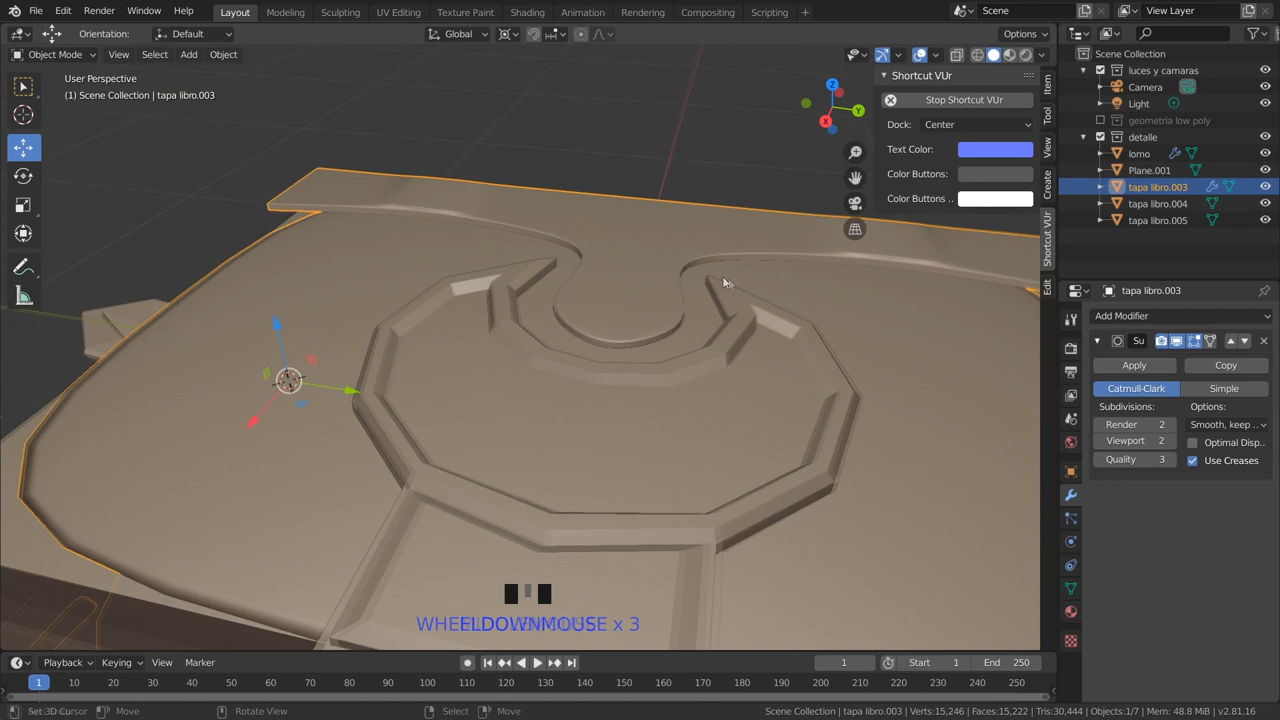 File Edit Render Window Help
Layout Modeling Sculpting UV Editing Texture Paint Shading Animation Rendering Compositing Scripting +
Scene
View Layer
Orientation: Default
Global
Options
Object Mode View Select Add Object
User Perspective
(1) Scene Collection | tapa libro.003
Z
Y
X
Shortcut VUr
Stop Shortcut VUr
Dock: Center
Text Color:
Color Buttons:
Color Buttons ..
Item
Tool
View
Create
Shortcut VUr
Edit
Scene Collection
luces y camaras
Camera
Light
geometria low poly
detalle
lomo
Plane.001
tapa libro.003
tapa libro.004
tapa libro.005
tapa libro.003
Add Modifier
Su
Apply Copy
Catmull-Clark Simple
Subdivisions: Options:
Render 2 Smooth, keep ..
Viewport 2 Optimal Disp..
Quality 3 Use Creases
Playback Keying View Marker
1
Start 1
End 250
1 10 20 30 40 50 60 70 80 90 100 110 120 130 140 150 160 170 180 190 200 210 220 230 240 250
Set 3D Cursor Move Rotate View Select Move
Scene Collection | tapa libro.003 | Verts:15,246 | Faces:15,222 | Tris:30,444 | Objects:1/7 | Mem: 48.8 MiB | v2.81.16